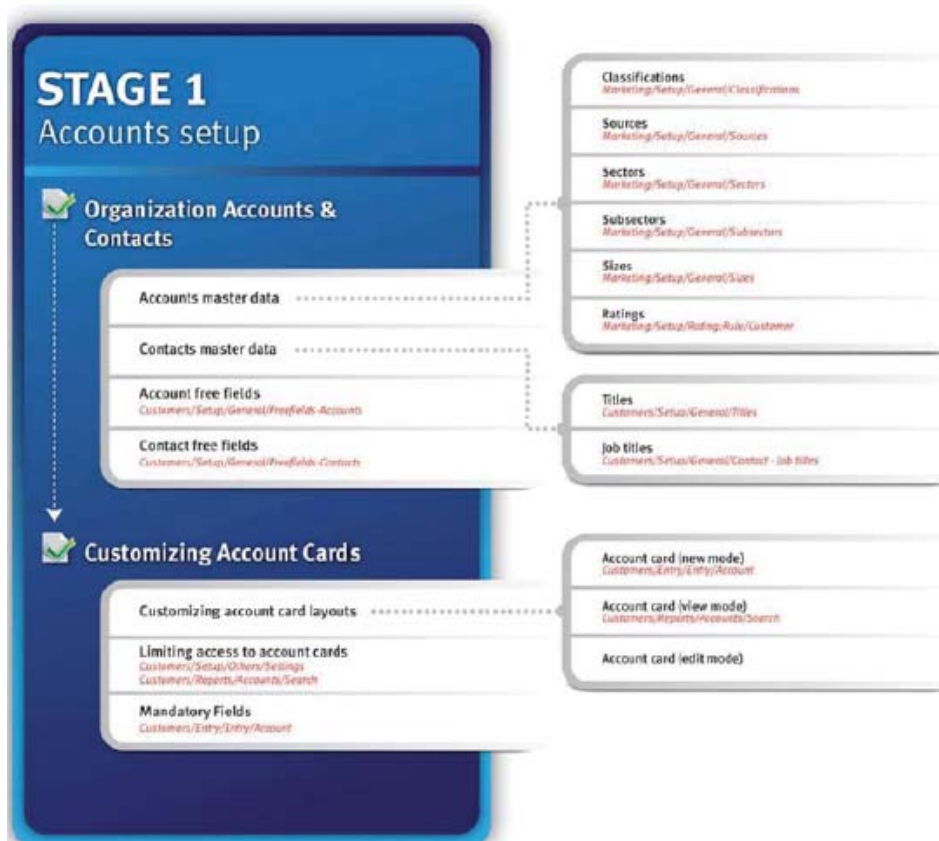 STAGE 1
Accounts setup
Organization Accounts &
Contacts
Accounts master data
Contacts master data
Account free fields
Customers/Setup/General/Freefields-Accounts
Contact free fields
Customers/Setup/General/Freefields-Contacts
Customizing Account Cards
Customizing account card layouts
Limiting access to account cards
Customers/Setup/Others/Settings
Customers/Reports/Accounts/Search
Mandatory Fields
Customers/Entry/Entry/Account
Classifications
Marketing/Setup/General/Classifications
Sources
Marketing/Setup/General/Sources
Sectors
Marketing/Setup/General/Sectors
Subsectors
Marketing/Setup/General/Subsectors
Sizes
Marketing/Setup/General/Sizes
Ratings
Marketing/Setup/Rating:Rule/Customer
Titles
Customers/Setup/General/Titles
Job titles
Customers/Setup/General/Contact - Job titles
Account card (new mode)
Customers/Entry/Entry/Account
Account card (view mode)
Customers/Reports/Accounts/Search
Account card (edit mode)